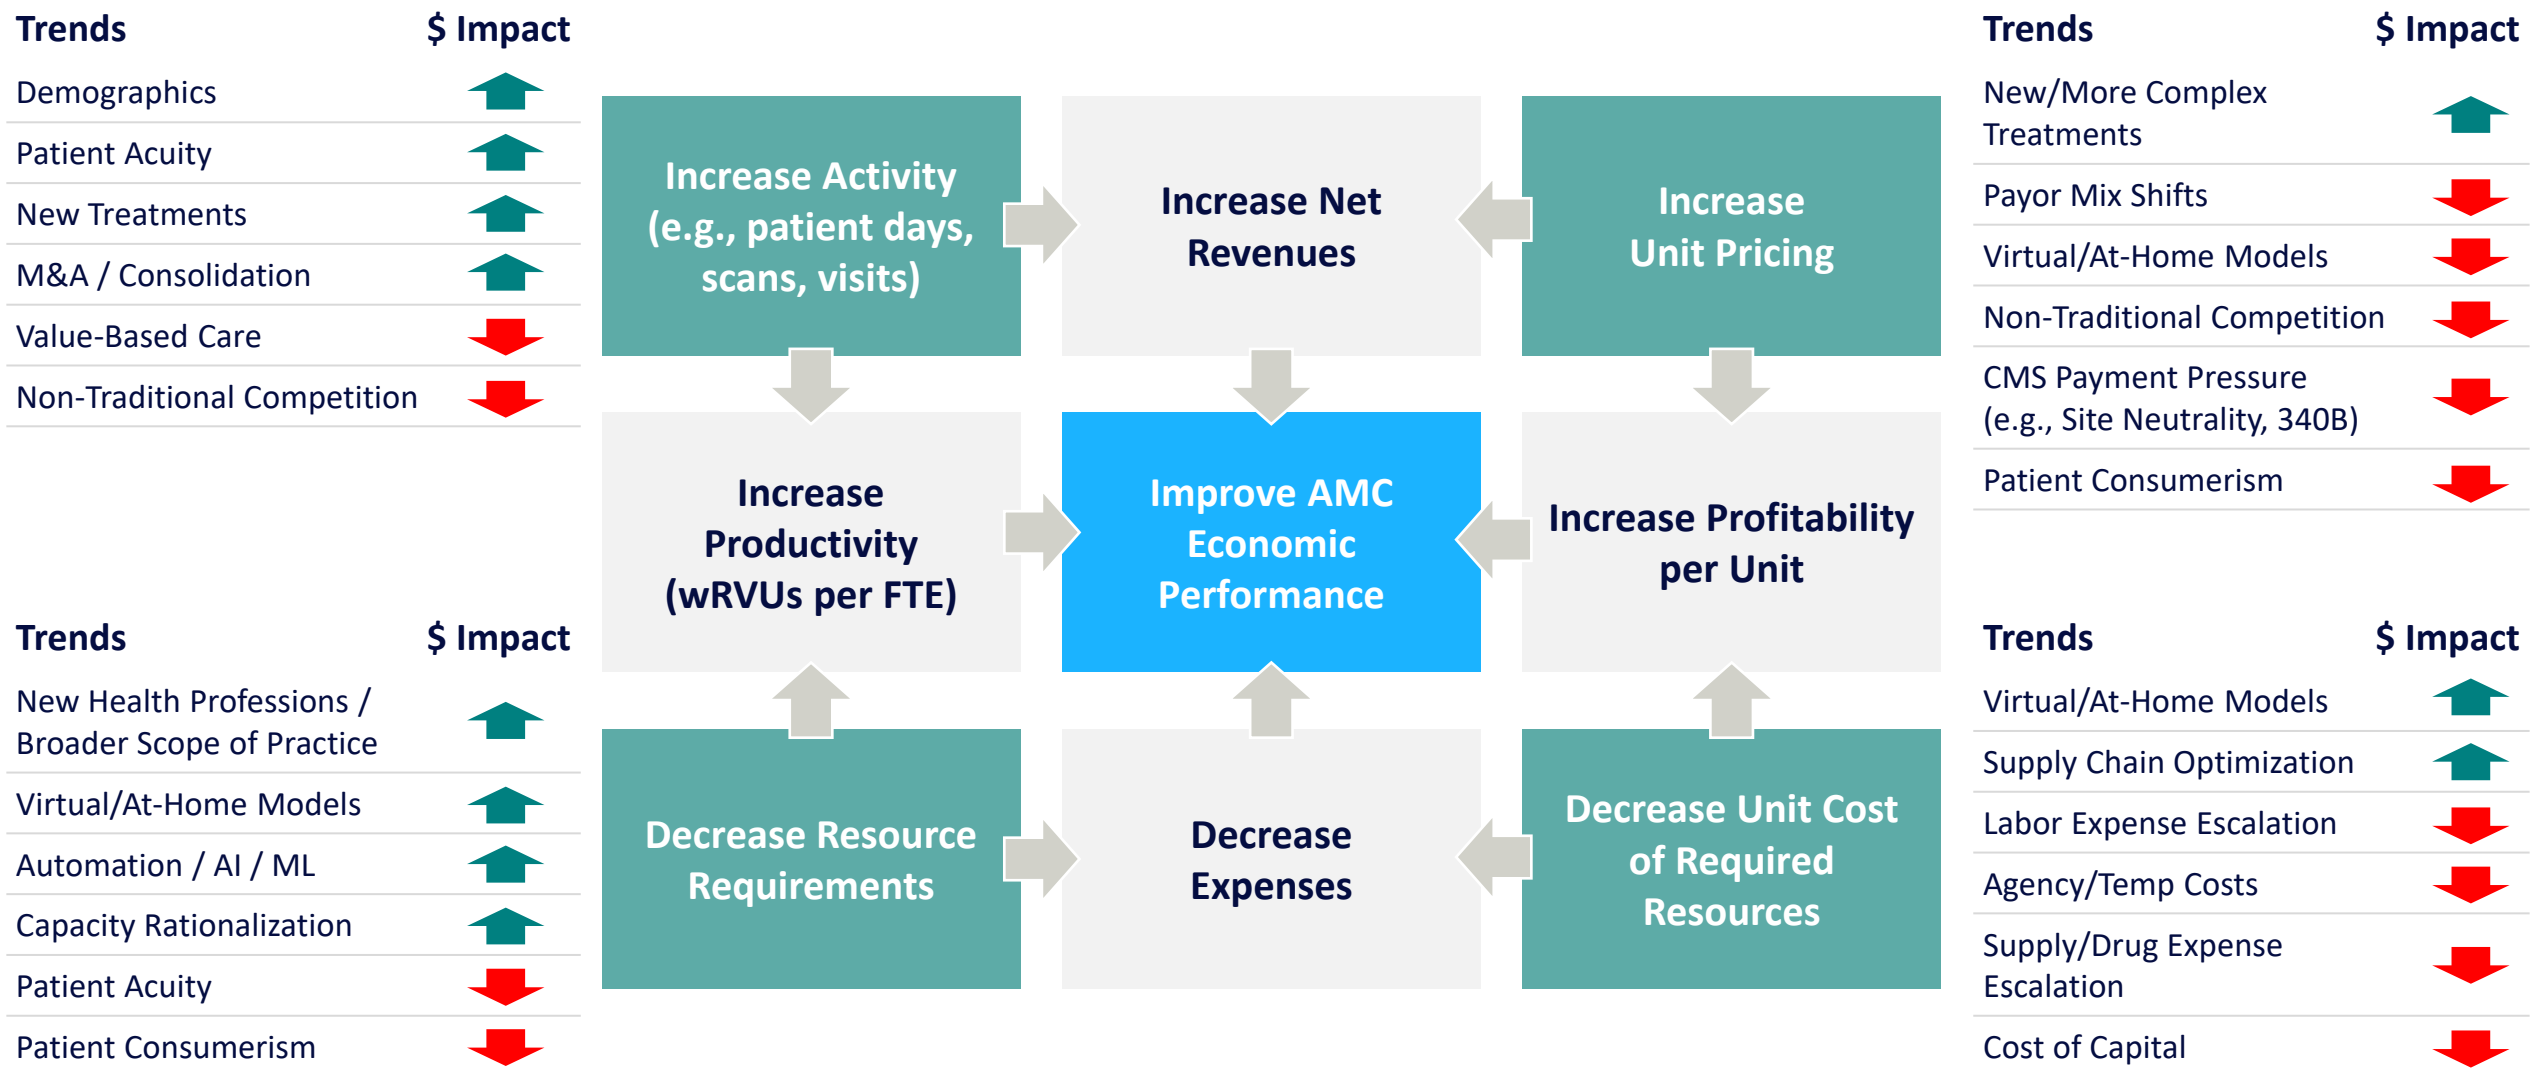 Trends $ Impact
Demographics
Patient Acuity
New Treatments
M&A / Consolidation
Value-Based Care
Non-Traditional Competition
Increase Activity
(e.g., patient days,
scans, visits)
Increase Net
Revenues
Increase
Unit Pricing
Trends $ Impact
New/More Complex
Treatments
Payor Mix Shifts
Virtual/At-Home Models
Non-Traditional Competition
CMS Payment Pressure
(e.g., Site Neutrality, 340B)
Patient Consumerism
Increase
Productivity
(wRVUs per FTE)
Improve AMC
Economic
Performance
Increase Profitability
per Unit
Trends $ Impact
New Health Professions /
Broader Scope of Practice
Virtual/At-Home Models
Automation / AI / ML
Capacity Rationalization
Patient Acuity
Patient Consumerism
Decrease Resource
Requirements
Decrease
Expenses
Decrease Unit Cost
of Required
Resources
Trends $ Impact
Virtual/At-Home Models
Supply Chain Optimization
Labor Expense Escalation
Agency/Temp Costs
Supply/Drug Expense
Escalation
Cost of Capital